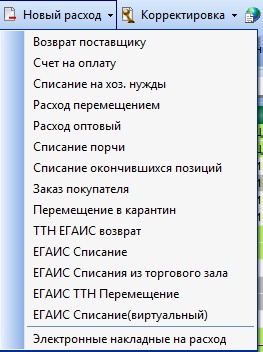 Новый расход Корректировка
Возврат поставщику
Счет на оплату
Списание на хоз. нужды
Расход перемещением
Расход оптовый
Списание порчи
Списание окончившихся позиций
Заказ покупателя
Перемещение в карантин
ТТН ЕГАИС возврат
ЕГАИС Списание
ЕГАИС Списания из торгового зала
ЕГАИС ТТН Перемещение
ЕГАИС Списание(виртуальный)
Электронные накладные на расход